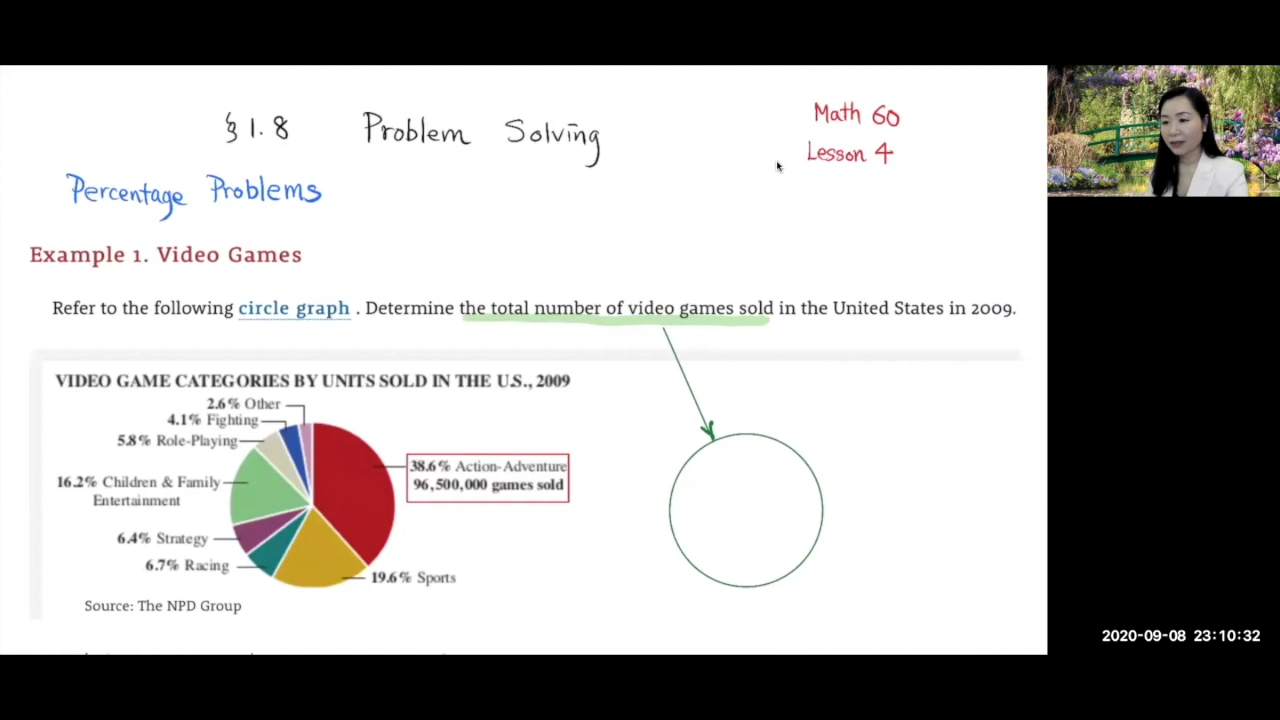 § 1.8 Problem Solving
Math 60
Lesson 4
Percentage Problems
Example 1. Video Games
Refer to the following circle graph . Determine the total number of video games sold in the United States in 2009.
VIDEO GAME CATEGORIES BY UNITS SOLD IN THE U.S., 2009
2.6% Other
4.1% Fighting
5.8% Role-Playing
38.6% Action-Adventure
96,500,000 games sold
16.2% Children & Family
Entertainment
6.4% Strategy
6.7% Racing
19.6% Sports
Source: The NPD Group
2020-09-08 23:10:32